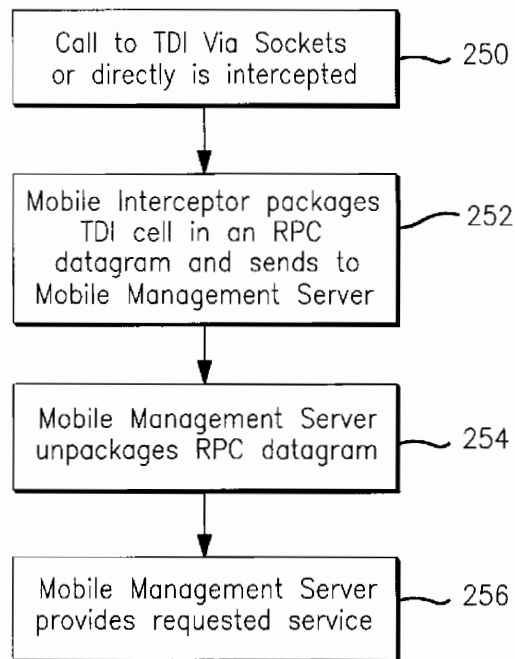 Call to TDI Via Sockets
or directly is intercepted
250
Mobile Interceptor packages
TDI cell in an RPC
datagram and sends to
Mobile Management Server
252
Mobile Management Server
unpackages RPC datagram
254
Mobile Management Server
provides requested service
256